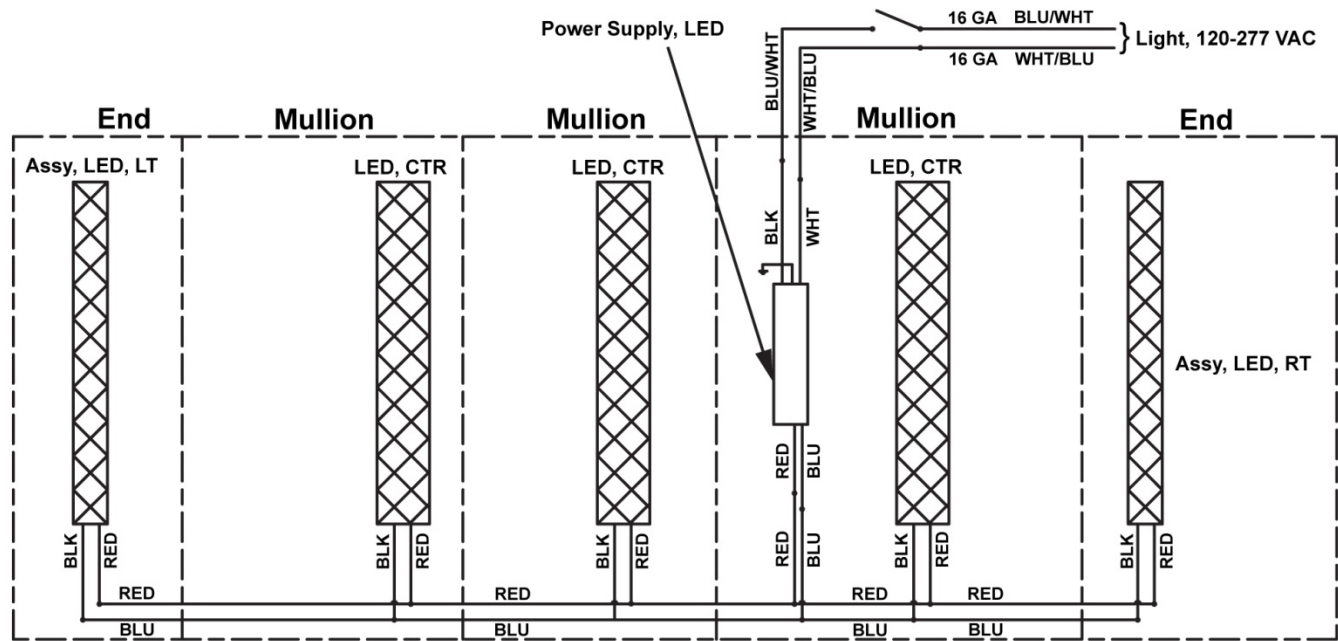 Power Supply, LED
16 GA BLU/WHT
Light, 120-277 VAC
16 GA WHT/BLU
BLU/WHT
WHT/BLU
End
Mullion
Mullion
Mullion
End
Assy, LED, LT
LED, CTR
LED, CTR
LED, CTR
BLK
WHT
Assy, LED, RT
RED
BLU
BLK
RED
BLK
RED
BLK
RED
RED
BLU
BLK
RED
BLK
RED
RED
RED
RED
RED
BLU
BLU
BLU
BLU